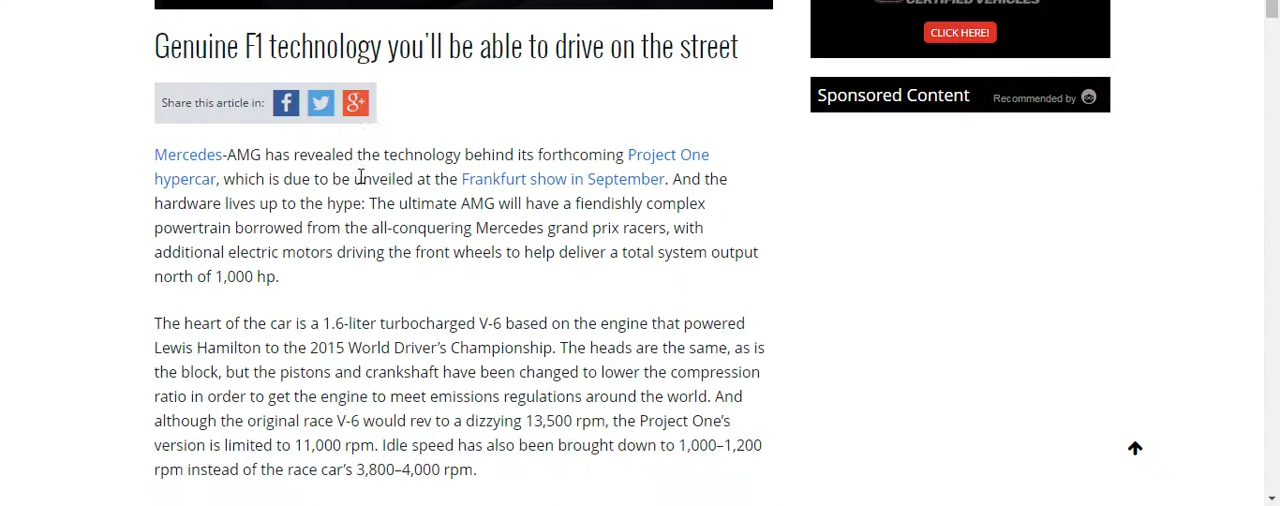 CERTIFIED VEHICLES
CLICK HERE!
Genuine F1 technology you'll be able to drive on the street
Share this article in:
Sponsored Content Recommended by
Mercedes-AMG has revealed the technology behind its forthcoming Project One
hypercar, which is due to be unveiled at the Frankfurt show in September. And the
hardware lives up to the hype: The ultimate AMG will have a fiendishly complex
powertrain borrowed from the all-conquering Mercedes grand prix racers, with
additional electric motors driving the front wheels to help deliver a total system output
north of 1,000 hp.
The heart of the car is a 1.6-liter turbocharged V-6 based on the engine that powered
Lewis Hamilton to the 2015 World Driver’s Championship. The heads are the same, as is
the block, but the pistons and crankshaft have been changed to lower the compression
ratio in order to get the engine to meet emissions regulations around the world. And
although the original race V-6 would rev to a dizzying 13,500 rpm, the Project One’s
version is limited to 11,000 rpm. Idle speed has also been brought down to 1,000–1,200
rpm instead of the race car’s 3,800–4,000 rpm.